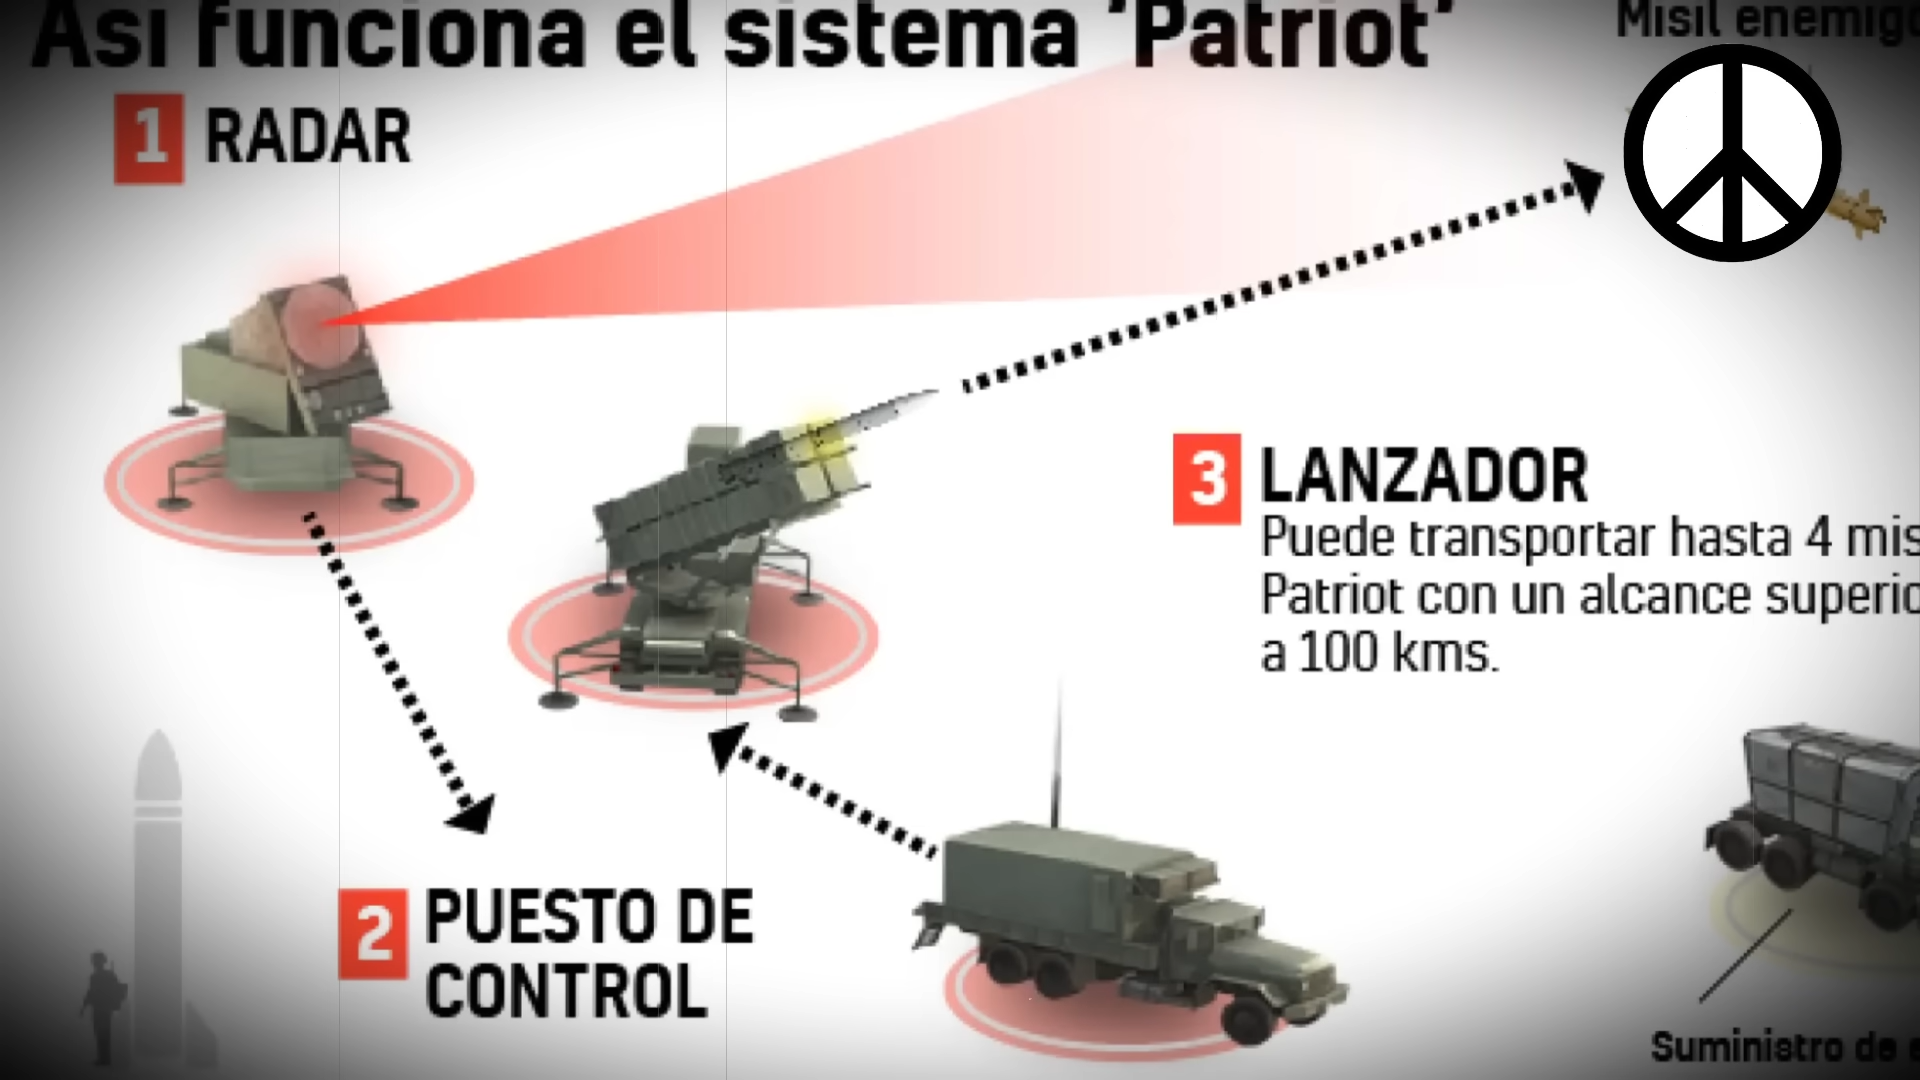 Así funciona el sistema 'Patriot'
Misil enemigo
1 RADAR
3 LANZADOR
Puede transportar hasta 4 mis
Patriot con un alcance superio
a 100 kms.
2 PUESTO DE
CONTROL
Suministro de e